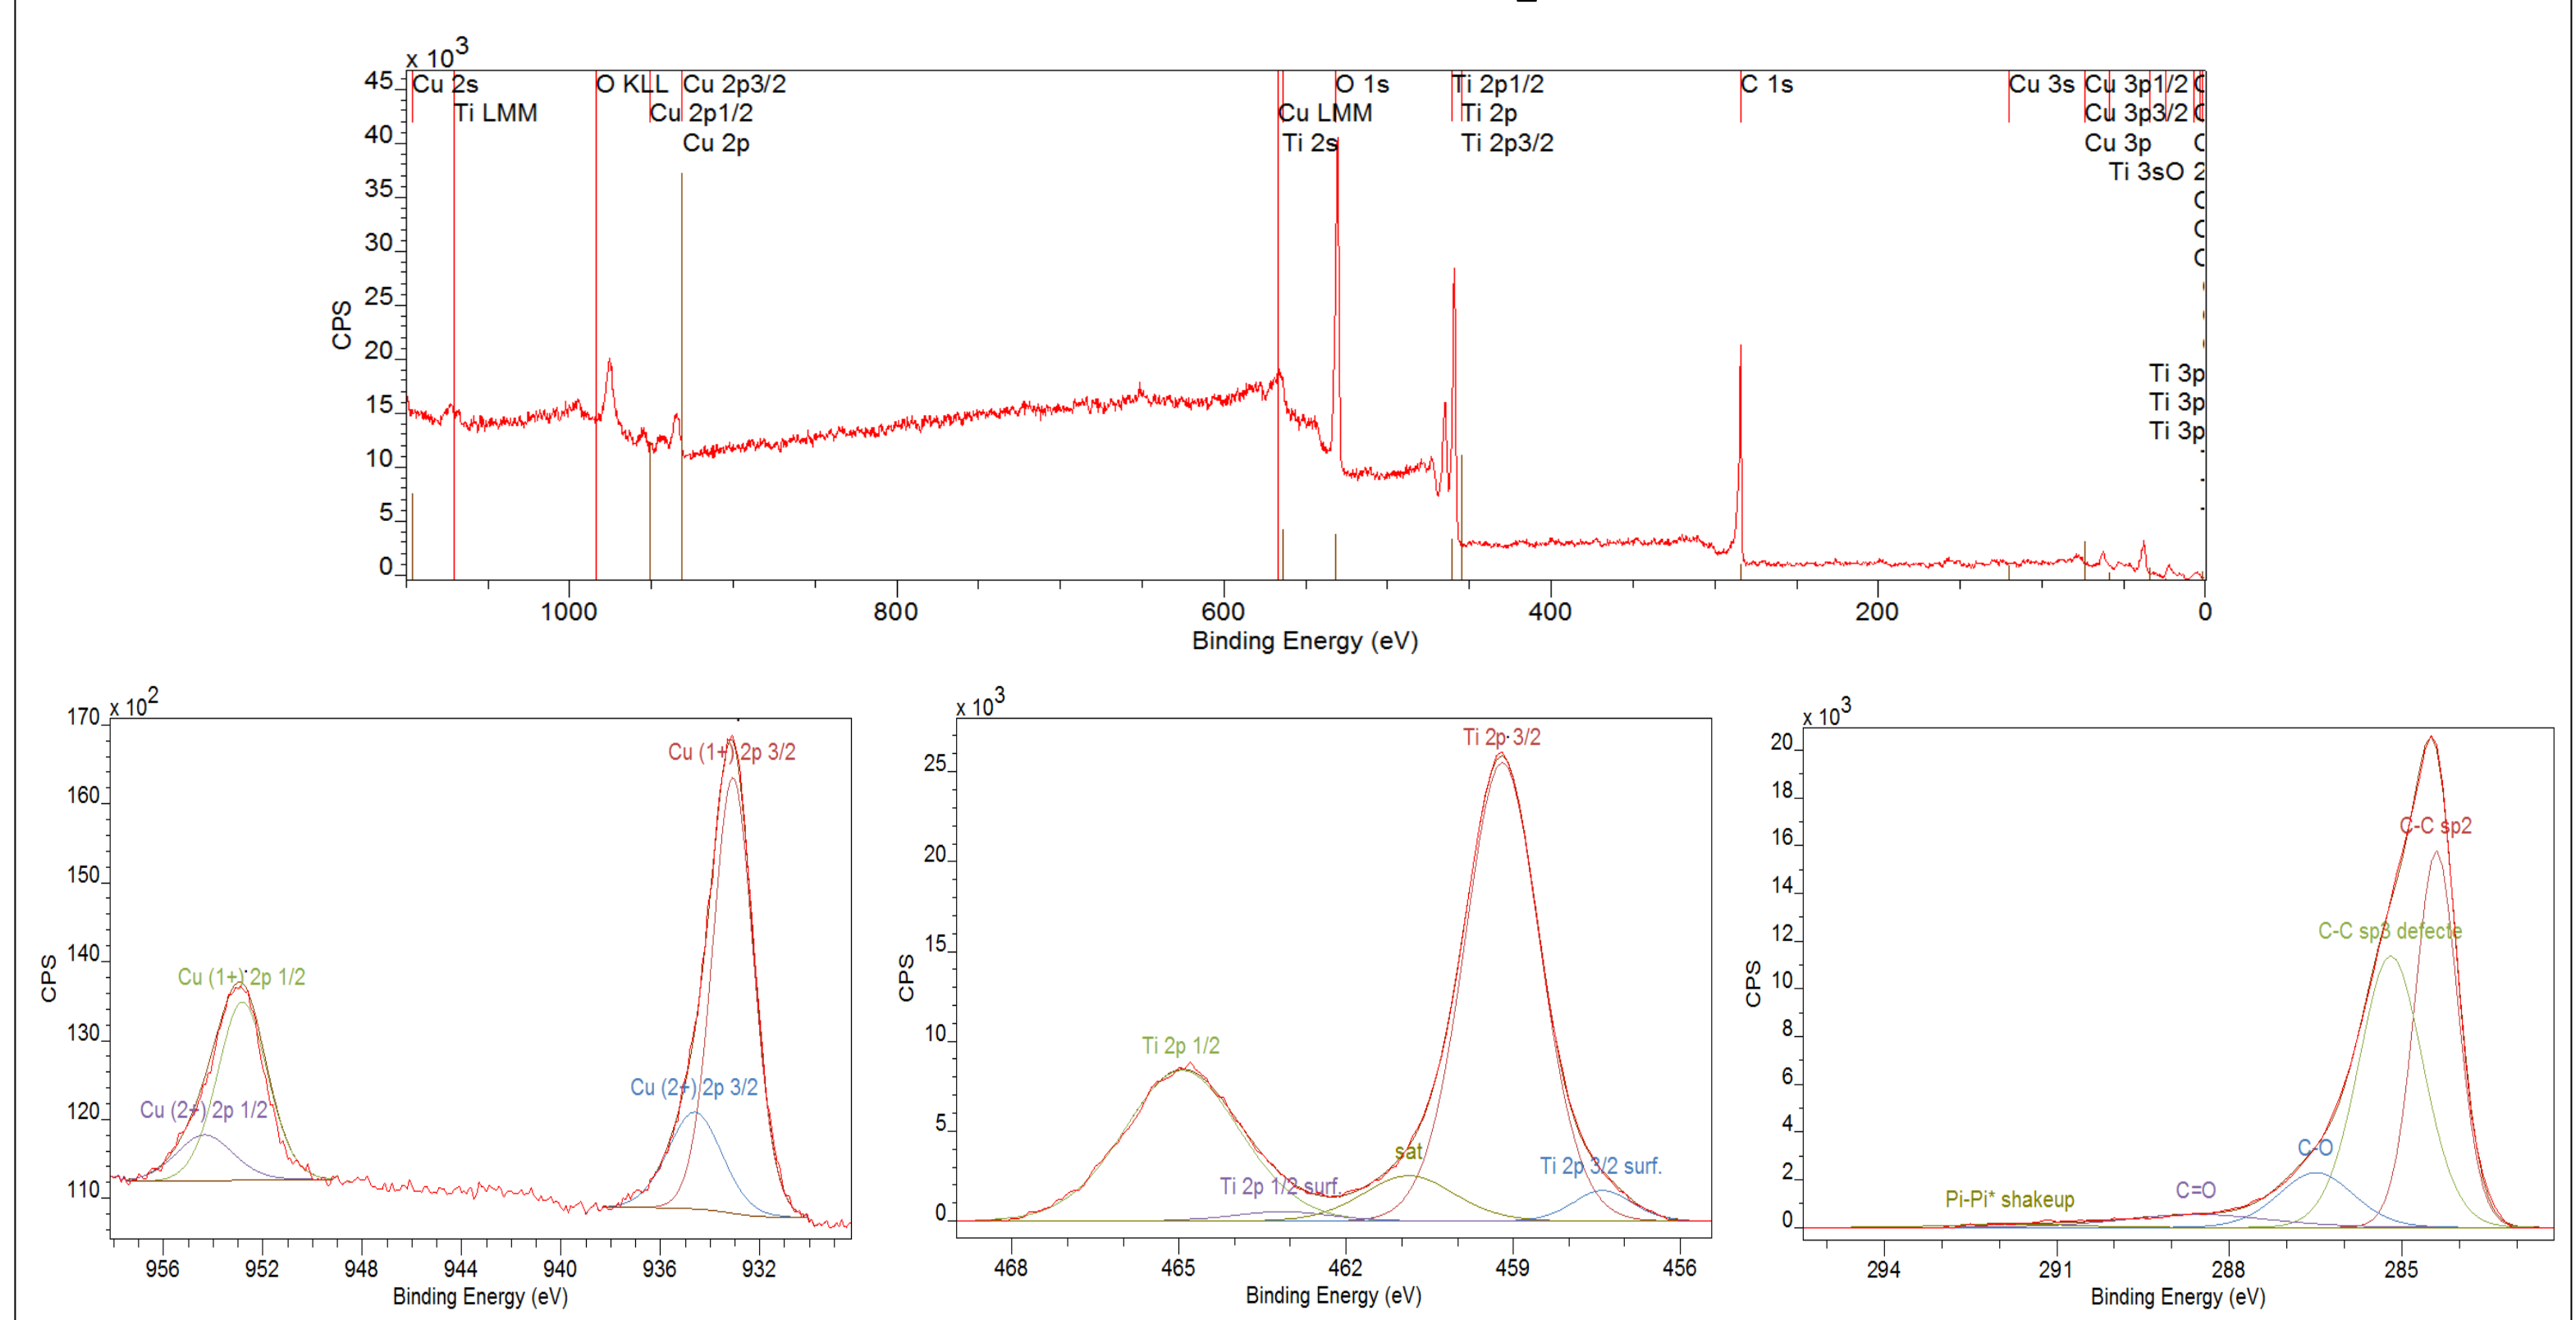 x 10³
45
40
35
30
25
20
15
10
5
0
CPS
Cu 2s
O KLL
Cu 2p3/2
O 1s
Ti 2p1/2
C 1s
Cu 3s
Cu 3p1/2
Ti LMM
Cu 2p1/2
Cu LMM
Ti 2p
Cu 3p3/2
Cu 2p
Ti 2s
Ti 2p3/2
Cu 3p
Ti 3sO 2
Ti 3p
Ti 3p
Ti 3p
1000
800
600
400
200
0
Binding Energy (eV)
x 10²
170
160
150
140
130
120
110
CPS
Cu (1+) 2p 3/2
Cu (1+) 2p 1/2
Cu (2+) 2p 3/2
Cu (2+) 2p 1/2
956
952
948
944
940
936
932
Binding Energy (eV)
x 10³
25
20
15
10
5
0
CPS
Ti 2p 3/2
Ti 2p 1/2
sat
Ti 2p 3/2 surf.
Ti 2p 1/2 surf.
468
465
462
459
456
Binding Energy (eV)
x 10³
20
18
16
14
12
10
8
6
4
2
0
CPS
C-C sp2
C-C sp3 defecte
C-O
C=O
Pi-Pi* shakeup
294
291
288
285
Binding Energy (eV)